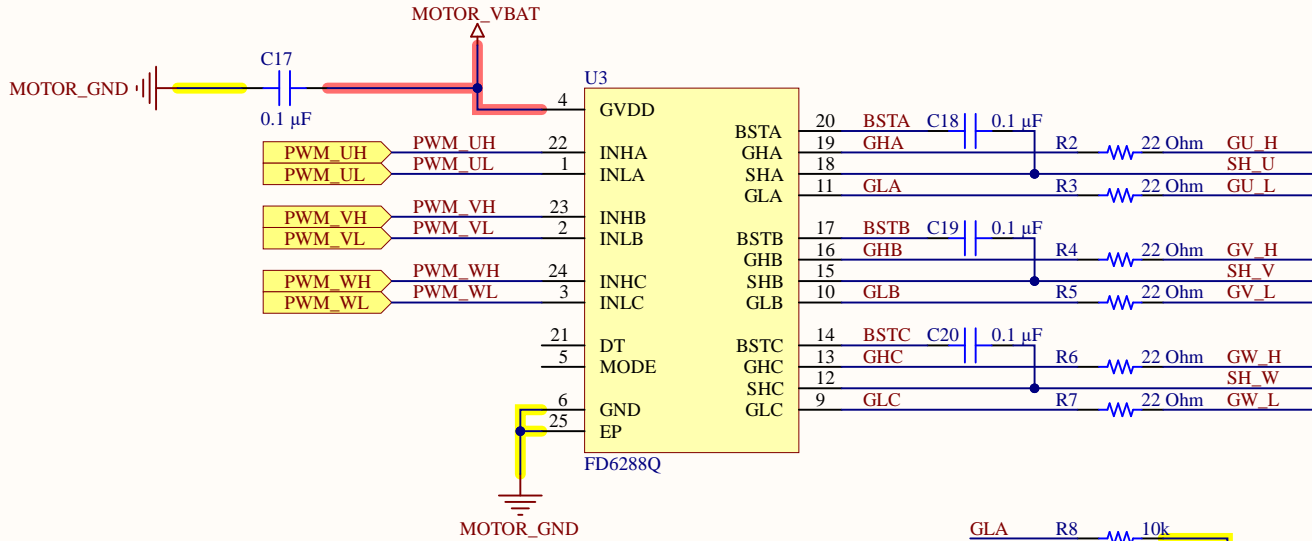 MOTOR_VBAT
C17
MOTOR_GND
0.1 µF
U3
4 GVDD
PWM_UH PWM_UH 22 INHA
PWM_UL PWM_UL 1 INLA
PWM_VH PWM_VH 23 INHB
PWM_VL PWM_VL 2 INLB
PWM_WH PWM_WH 24 INHC
PWM_WL PWM_WL 3 INLC
21 DT
5 MODE
6 GND
25 EP
BSTA 20 BSTA C18 0.1 µF
GHA 19 GHA R2 22 Ohm GU_H
SHA 18 SH_U
GLA 11 GLA R3 22 Ohm GU_L
BSTB 17 BSTB C19 0.1 µF
GHB 16 GHB R4 22 Ohm GV_H
SHB 15 SH_V
GLB 10 GLB R5 22 Ohm GV_L
BSTC 14 BSTC C20 0.1 µF
GHC 13 GHC R6 22 Ohm GW_H
SHC 12 SH_W
GLC 9 GLC R7 22 Ohm GW_L
FD6288Q
MOTOR_GND
GLA R8 10k